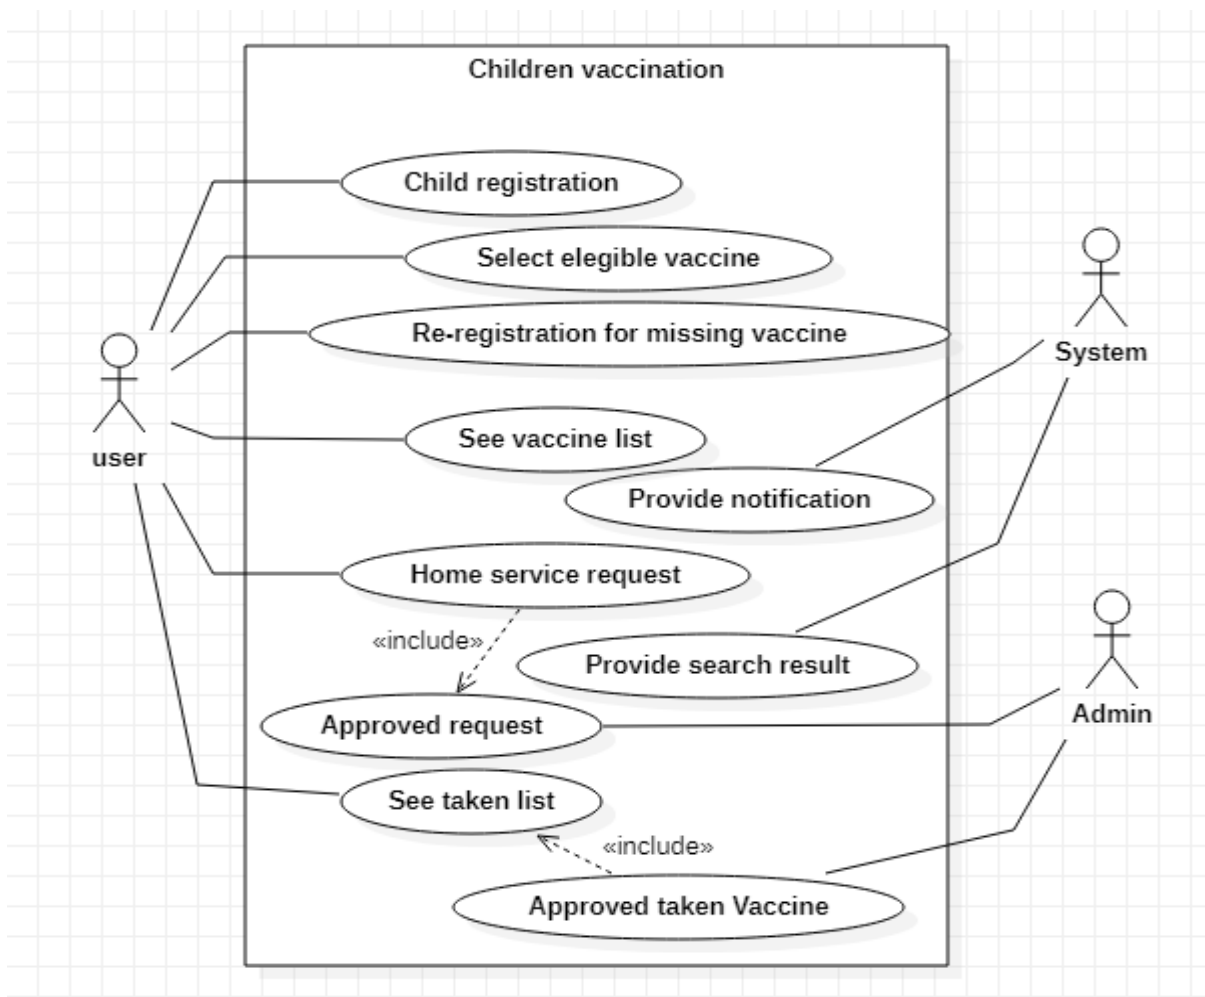 Children vaccination
Child registration
Select elegible vaccine
Re-registration for missing vaccine
System
user
See vaccine list
Provide notification
Home service request
«include»
Provide search result
Approved request
Admin
See taken list
«include»
Approved taken Vaccine